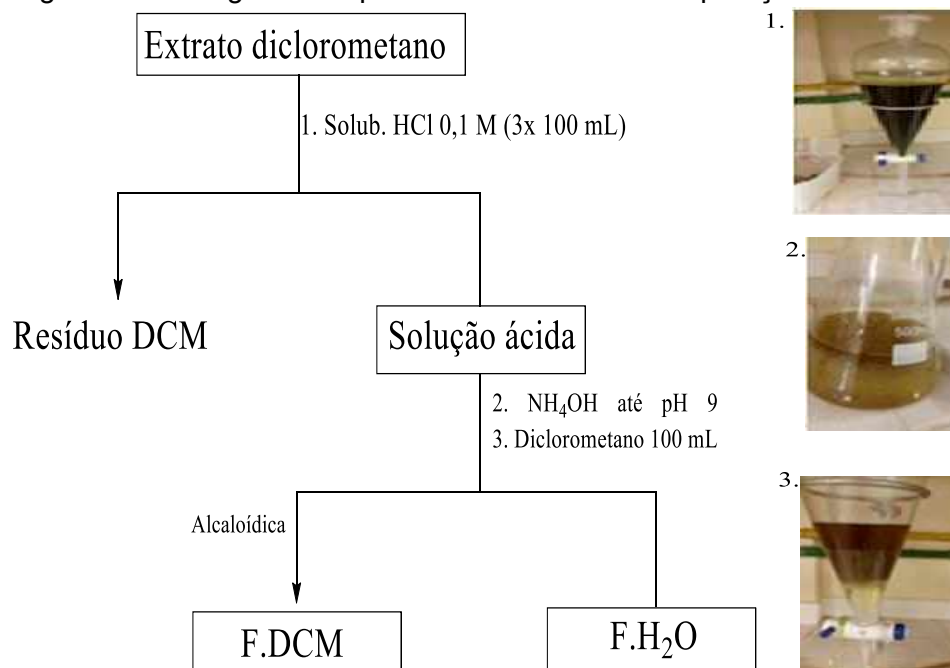 Extrato diclorometano
1. Solub. HCl 0,1 M (3x 100 mL)
Resíduo DCM
Solução ácida
2. NH₄OH até pH 9
3. Diclorometano 100 mL
Alcaloídica
F.DCM
F.H₂O
1.
2.
3.